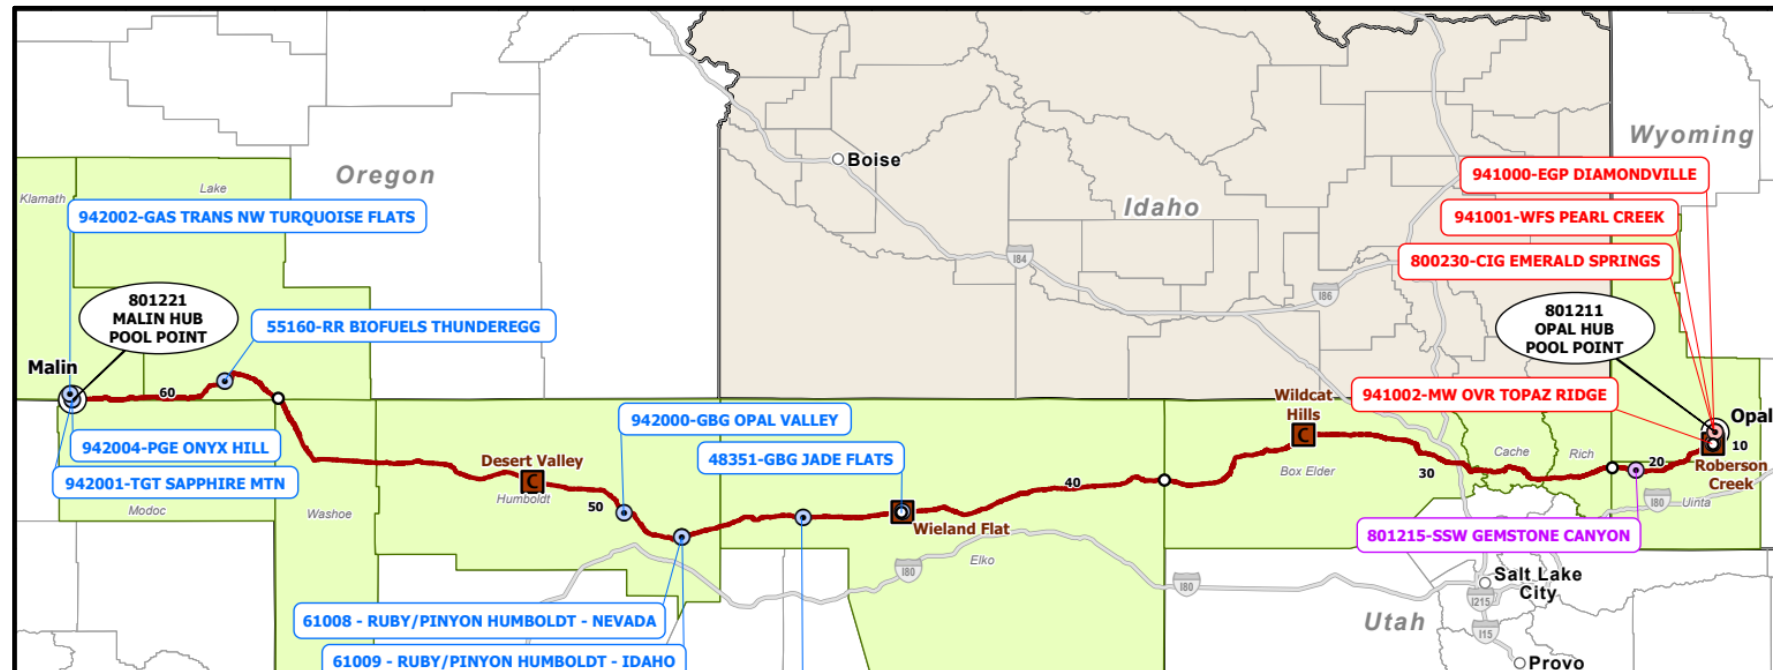 Wyoming
Oregon
Boise
Idaho
Klamath
Lake
941000-EGP DIAMONDVILLE
942002-GAS TRANS NW TURQUOISE FLATS
941001-WFS PEARL CREEK
I84
800230-CIG EMERALD SPRINGS
I86
801221
MALIN HUB
POOL POINT
55160-RR BIOFUELS THUNDEREGG
801211
OPAL HUB
POOL POINT
Malin
60
941002-MW OVR TOPAZ RIDGE
Wildcat
Hills
C
Opal
10
942000-GBG OPAL VALLEY
942004-PGE ONYX HILL
48351-GBG JADE FLATS
Desert Valley
C
Humboldt
942001-TGT SAPPHIRE MTN
Modoc
Washoe
50
40
Box Elder
30
Cache
Rich
20
Roberson
Creek
I80
Uinta
Wieland Flat
Elko
I80
I80
801215-SSW GEMSTONE CANYON
Salt Lake
City
I215
I15
Utah
61008 - RUBY/PINYON HUMBOLDT - NEVADA
61009 - RUBY/PINYON HUMBOLDT - IDAHO
Provo